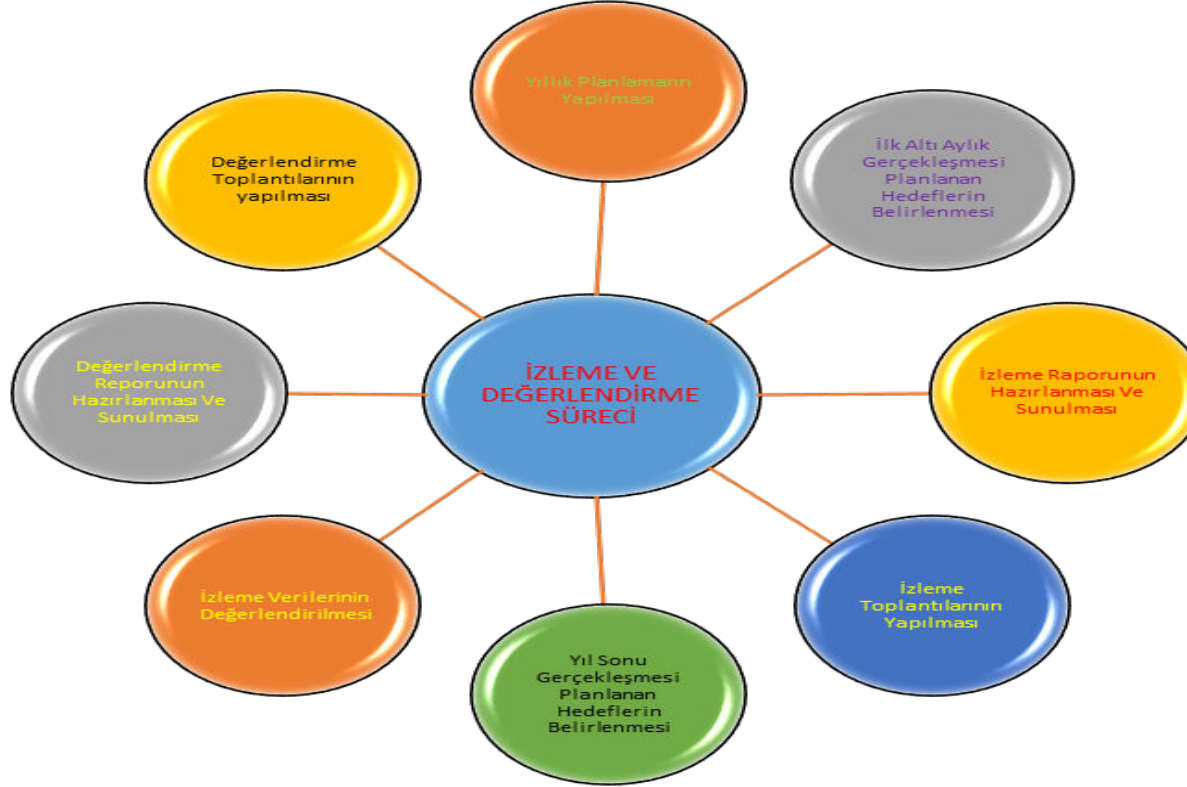 Yıllık Planlamanın
Yapılması
İlk Altı Aylık
Gerçekleşmesi
Planlanan
Hedeflerin
Belirlenmesi
İzleme Raporunun
Hazırlanması Ve
Sunulması
İzleme
Toplantılarının
Yapılması
Yıl Sonu
Gerçekleşmesi
Planlanan
Hedeflerin
Belirlenmesi
İzleme Verilerinin
Değerlendirilmesi
Değerlendirme
Reporunun
Hazırlanması Ve
Sunulması
Değerlendirme
Toplantılarının
yapılması
İZLEME VE
DEĞERLENDİRME
SÜRECİ